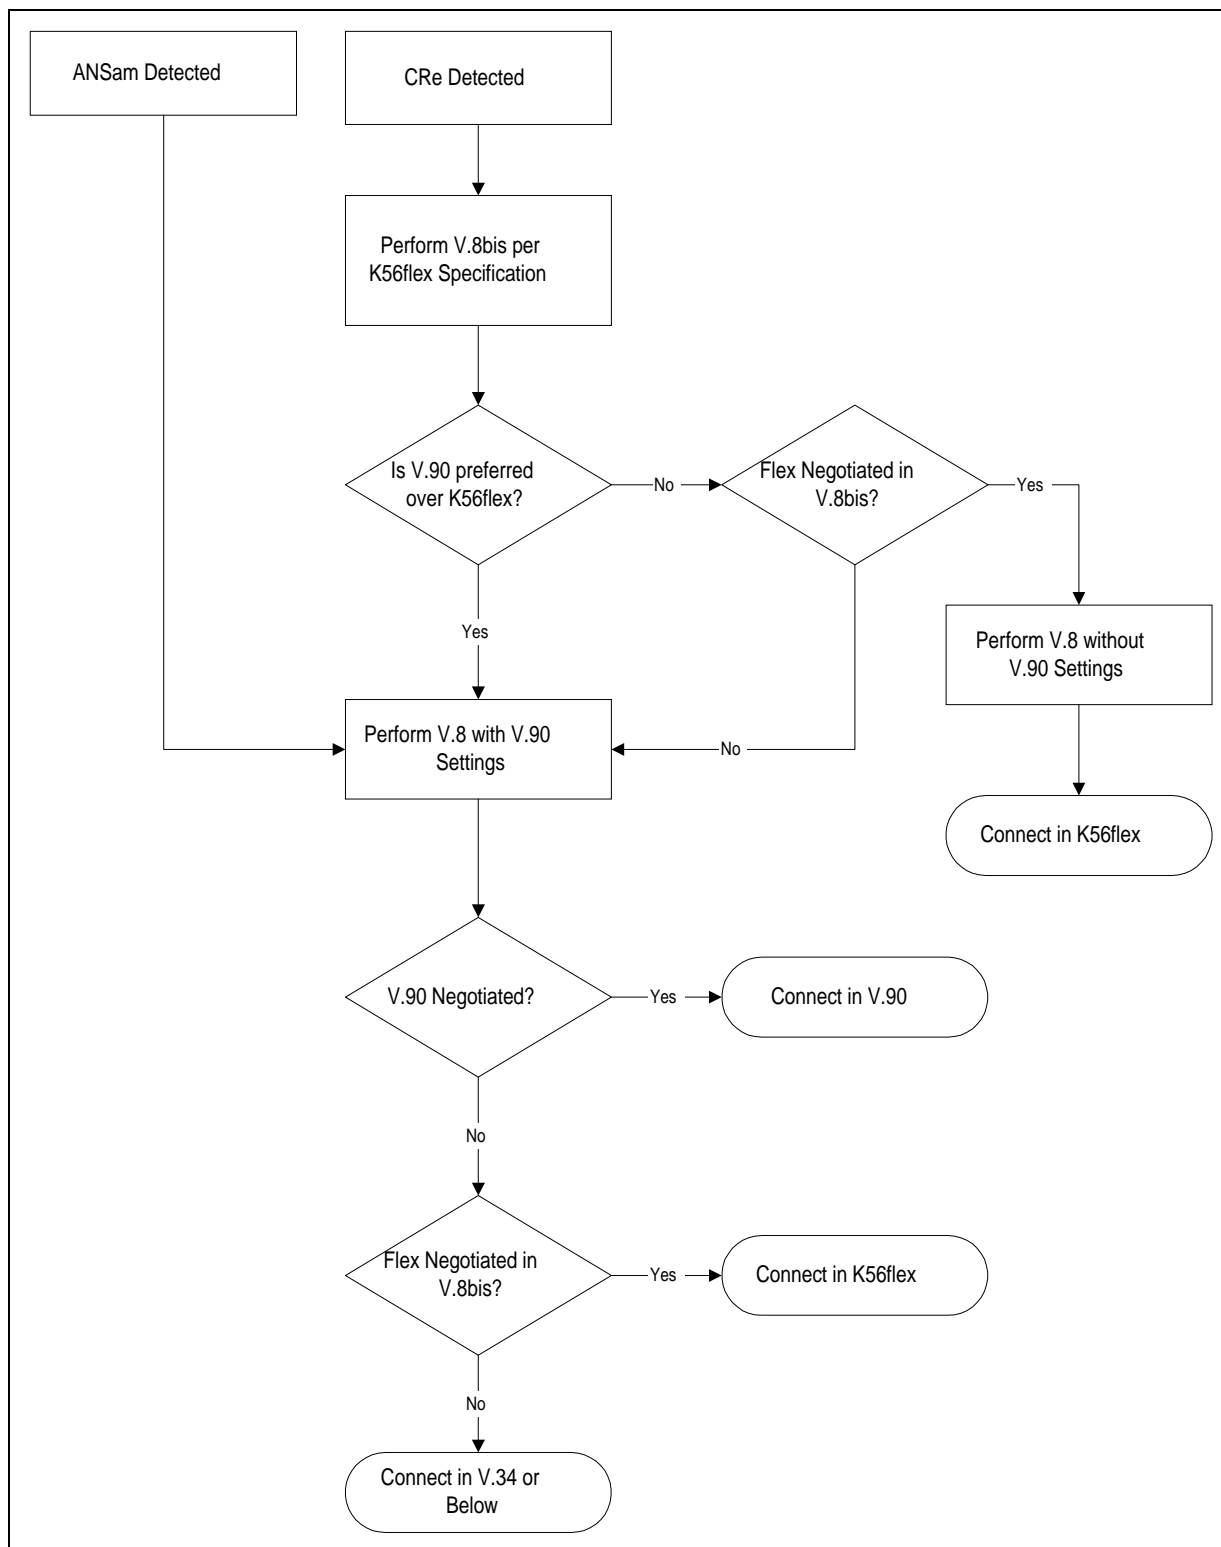 ANSam Detected
CRe Detected
Perform V.8bis per
K56flex Specification
Is V.90 preferred
over K56flex?
No
Flex Negotiated in
V.8bis?
Yes
Yes
Perform V.8 without
V.90 Settings
Perform V.8 with V.90
Settings
No
Connect in K56flex
V.90 Negotiated?
Yes
Connect in V.90
No
Flex Negotiated in
V.8bis?
Yes
Connect in K56flex
No
Connect in V.34 or
Below